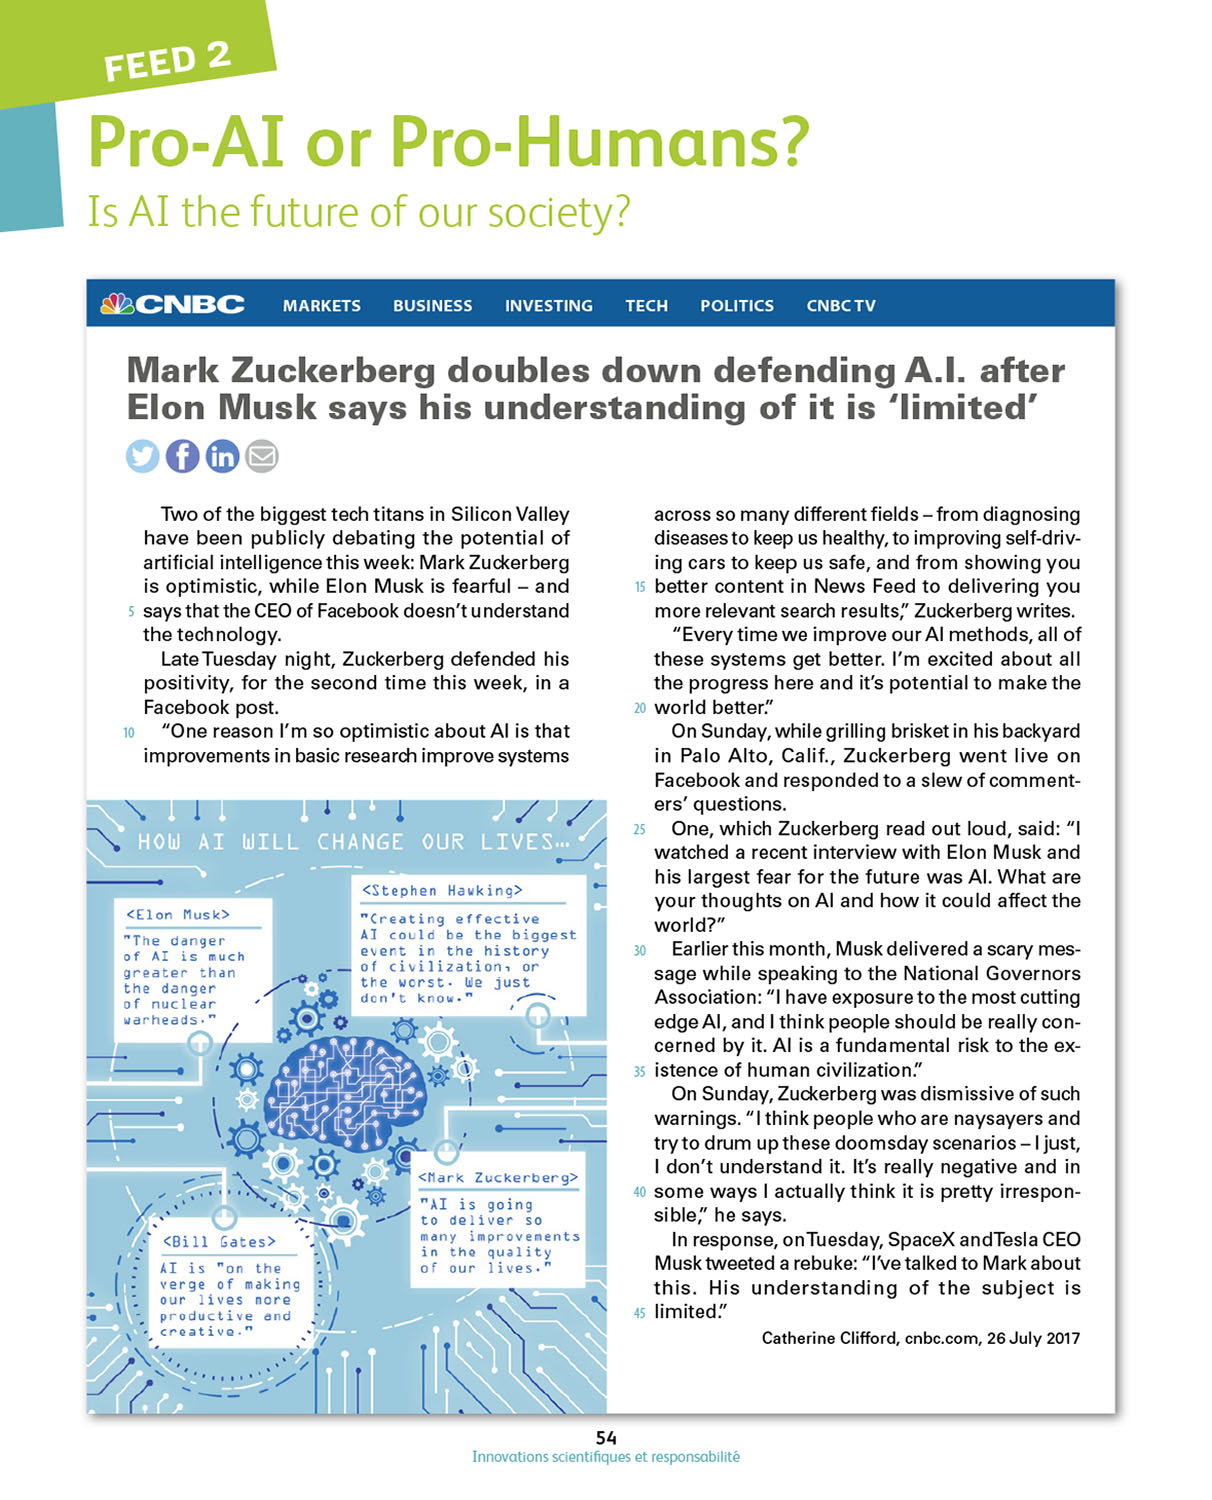 FEED 2
Pro-AI or Pro-Humans?
Is AI the future of our society?
CNBC MARKETS BUSINESS INVESTING TECH POLITICS CNBC TV
Mark Zuckerberg doubles down defending A.I. after
Elon Musk says his understanding of it is ‘limited’
Two of the biggest tech titans in Silicon Valley
have been publicly debating the potential of
artificial intelligence this week: Mark Zuckerberg
is optimistic, while Elon Musk is fearful – and
5 says that the CEO of Facebook doesn’t understand
the technology.
Late Tuesday night, Zuckerberg defended his
positivity, for the second time this week, in a
Facebook post.
10 “One reason I’m so optimistic about AI is that
improvements in basic research improve systems
across so many different fields – from diagnosing
diseases to keep us healthy, to improving self-driv-
ing cars to keep us safe, and from showing you
15 better content in News Feed to delivering you
more relevant search results,” Zuckerberg writes.
“Every time we improve our AI methods, all of
these systems get better. I’m excited about all
the progress here and it’s potential to make the
20 world better.”
On Sunday, while grilling brisket in his backyard
in Palo Alto, Calif., Zuckerberg went live on
Facebook and responded to a slew of comment-
ers’ questions.
25 One, which Zuckerberg read out loud, said: “I
watched a recent interview with Elon Musk and
his largest fear for the future was AI. What are
your thoughts on AI and how it could affect the
world?”
30 Earlier this month, Musk delivered a scary mes-
sage while speaking to the National Governors
Association: “I have exposure to the most cutting
edge AI, and I think people should be really con-
cerned by it. AI is a fundamental risk to the ex-
35 istence of human civilization.”
On Sunday, Zuckerberg was dismissive of such
warnings. “I think people who are naysayers and
try to drum up these doomsday scenarios – I just,
I don’t understand it. It’s really negative and in
40 some ways I actually think it is pretty irrespon-
sible,” he says.
In response, on Tuesday, SpaceX and Tesla CEO
Musk tweeted a rebuke: “I’ve talked to Mark about
this. His understanding of the subject is
45 limited.”
Catherine Clifford, cnbc.com, 26 July 2017
HOW AI WILL CHANGE OUR LIVES...
<Elon Musk>
"The danger
of AI is much
greater than
the danger
of nuclear
warheads."
<Stephen Hawking>
"Creating effective
AI could be the biggest
event in the history
of civilization, or
the worst. We just
don't know."
<Mark Zuckerberg>
"AI is going
to deliver so
many improvements
in the quality
of our lives."
<Bill Gates>
AI is "on the
verge of making
our lives more
productive and
creative."
54
Innovations scientifiques et responsabilité